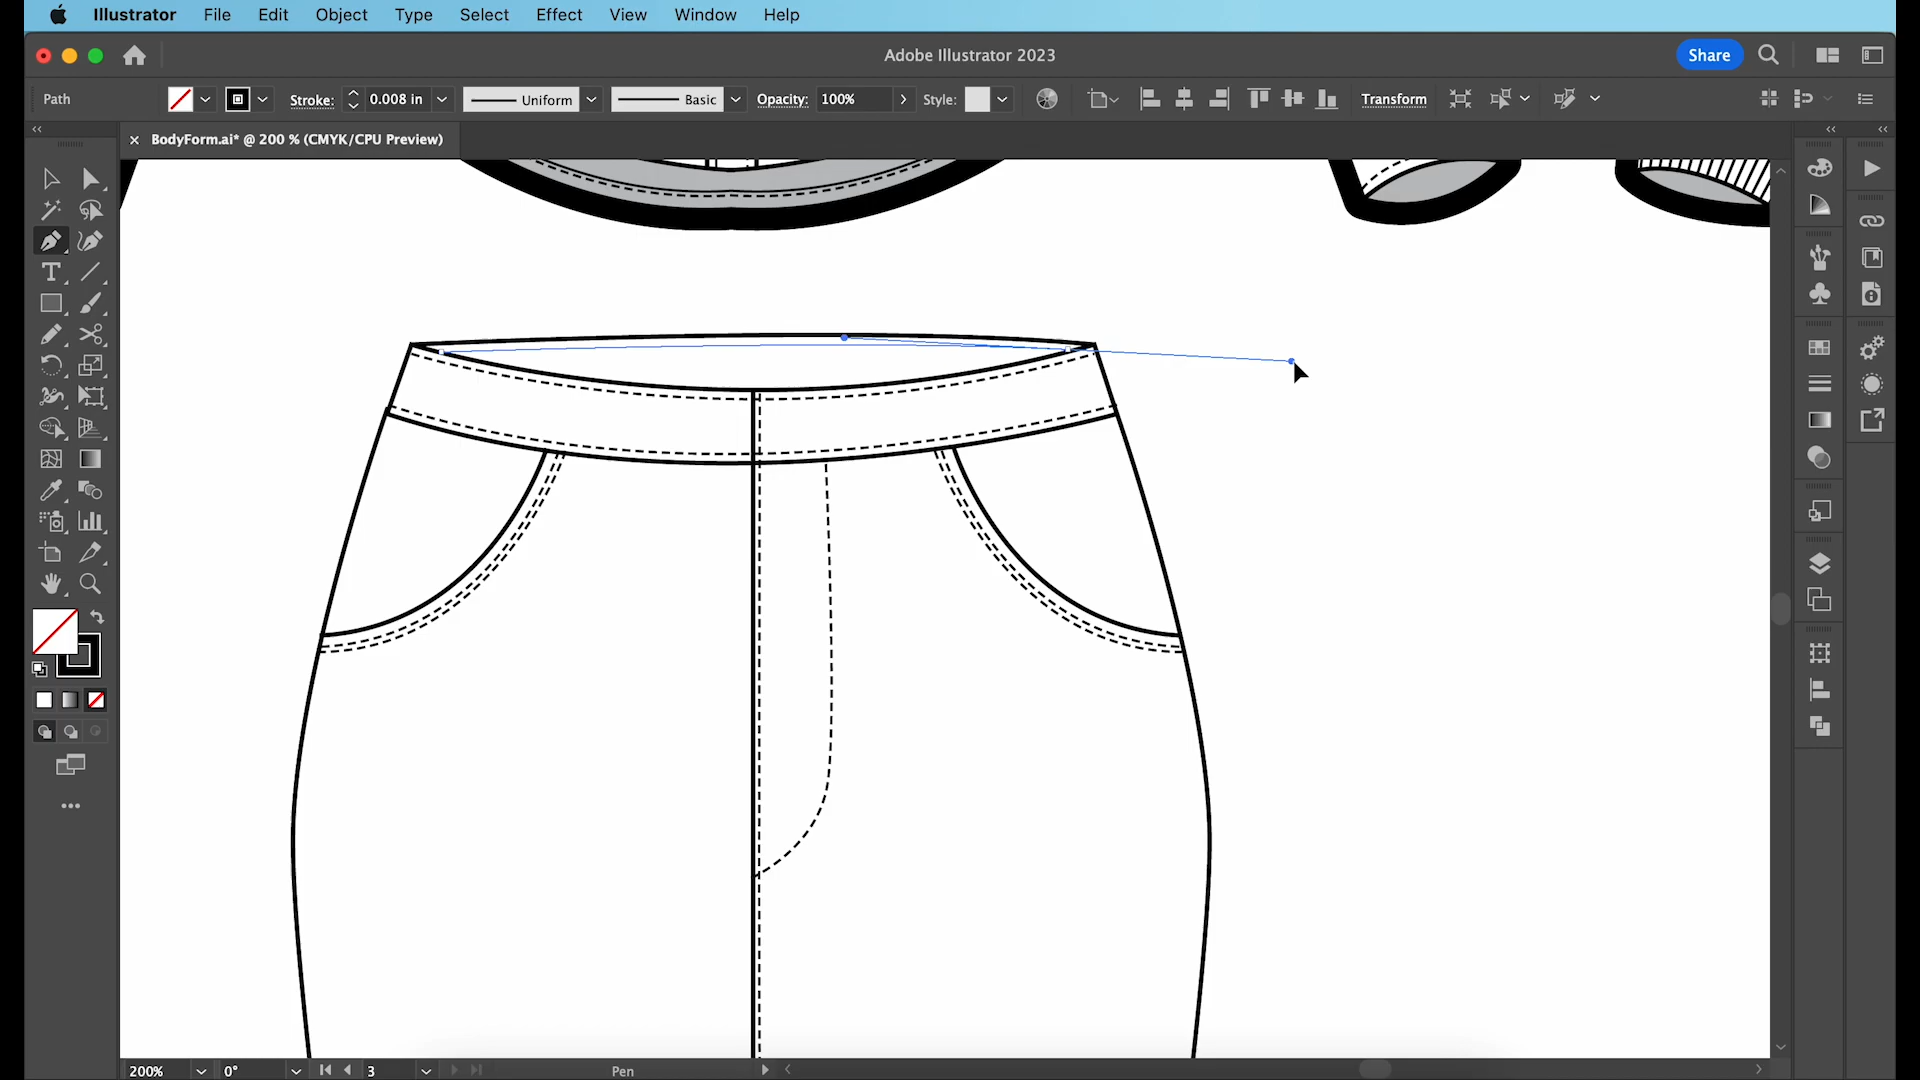 Illustrator File Edit Object Type Select Effect View Window Help
Adobe Illustrator 2023
Share
Path Stroke: 0.008 in Uniform Basic Opacity: 100% Style: Transform
BodyForm.ai* @ 200 % (CMYK/CPU Preview)
200% 0° 3 Pen